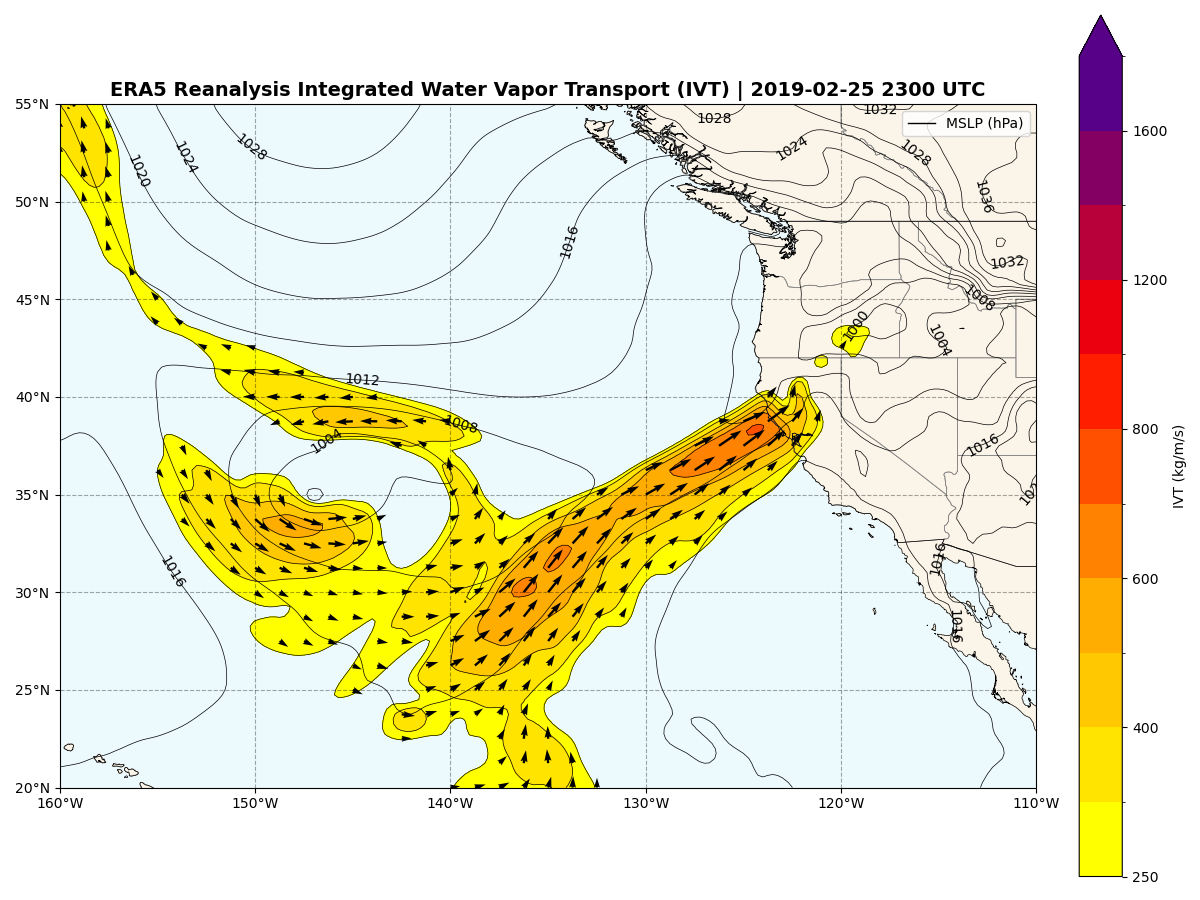 ERA5 Reanalysis Integrated Water Vapor Transport (IVT) | 2019-02-25 2300 UTC
MSLP (hPa)
55°N
50°N
45°N
40°N
35°N
30°N
25°N
20°N
160°W
150°W
140°W
130°W
120°W
110°W
1020
1024
1028
1016
1028
1032
1024
1028
1036
1032
1008
1000
1004
1012
1008
1004
1016
1016
1016
1016
1600
1200
800
600
400
250
IVT (kg/m/s)